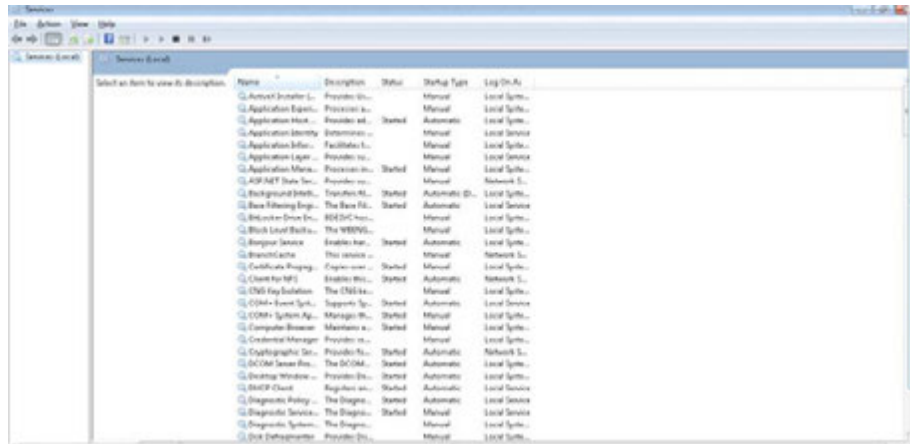 Services
File Action View Help
Services (Local)
Services (Local)
Select an item to view its description.
Name Description Status Startup Type Log On As
ActiveX Installer (... Provides Us... Manual Local Syste...
Application Experi... Processes a... Manual Local Syste...
Application Host ... Provides ad... Started Automatic Local Syste...
Application Identity Determines ... Manual Local Service
Application Infor... Facilitates t... Manual Local Syste...
Application Layer ... Provides su... Manual Local Service
Application Mana... Processes in... Started Manual Local Syste...
ASP.NET State Ser... Provides su... Manual Network S...
Background Intelli... Transfers fil... Started Automatic (D... Local Syste...
Base Filtering Engi... The Base Fil... Started Automatic Local Service
BitLocker Drive En... BDESVC hos... Manual Local Syste...
Block Level Backu... The WBENG... Manual Local Syste...
Bonjour Service Enables har... Started Automatic Local Syste...
BranchCache This service ... Manual Network S...
Certificate Propag... Copies user ... Started Manual Local Syste...
Client for NFS Enables this... Started Automatic Network S...
CNG Key Isolation The CNG ke... Manual Local Syste...
COM+ Event Syst... Supports Sy... Started Automatic Local Service
COM+ System Ap... Manages th... Started Manual Local Syste...
Computer Browser Maintains a... Started Manual Local Syste...
Credential Manager Provides se... Manual Local Syste...
Cryptographic Ser... Provides fo... Started Automatic Network S...
DCOM Server Pro... The DCOM... Started Automatic Local Syste...
Desktop Window ... Provides De... Started Automatic Local Syste...
DHCP Client Registers an... Started Automatic Local Service
Diagnostic Policy ... The Diagno... Started Automatic Local Service
Diagnostic Service... The Diagno... Started Manual Local Service
Diagnostic System... The Diagno... Manual Local Syste...
Disk Defragmenter Provides Dis... Manual Local Syste...